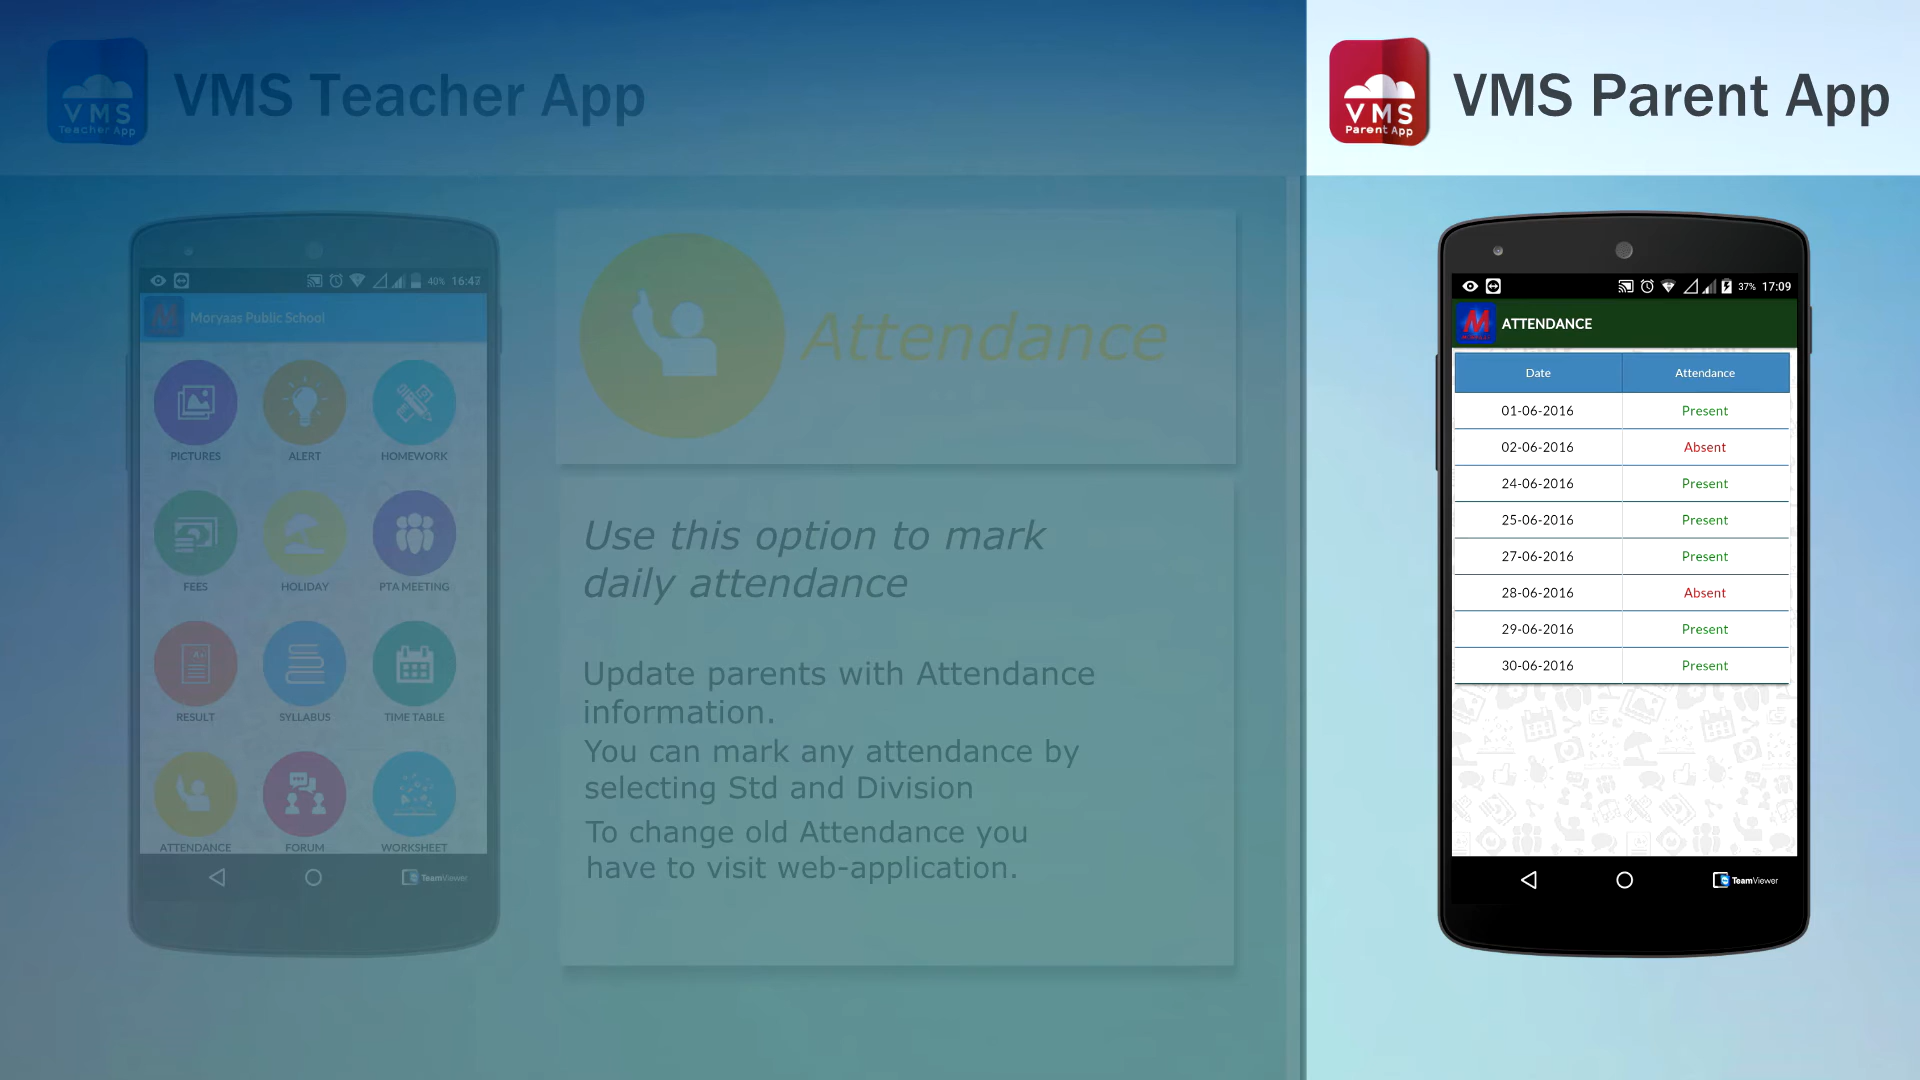 VMS
Teacher App
VMS Teacher App
VMS
Parent App
VMS Parent App
40% 16:47
Moryaas Public School
PICTURES ALERT HOMEWORK
FEES HOLIDAY PTA MEETING
RESULT SYLLABUS TIME TABLE
ATTENDANCE FORUM WORKSHEET
TeamViewer
Attendance
Use this option to mark
daily attendance
Update parents with Attendance
information.
You can mark any attendance by
selecting Std and Division
To change old Attendance you
have to visit web-application.
37% 17:09
M
ATTENDANCE
Date Attendance
01-06-2016 Present
02-06-2016 Absent
24-06-2016 Present
25-06-2016 Present
27-06-2016 Present
28-06-2016 Absent
29-06-2016 Present
30-06-2016 Present
TeamViewer